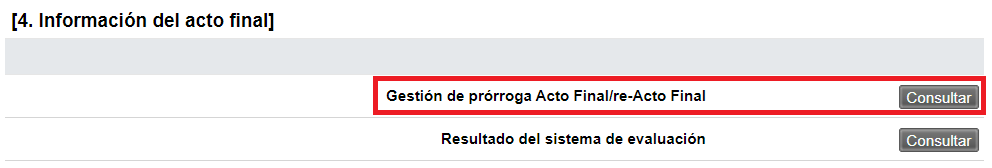 [4. Información del acto final]
Gestión de prórroga Acto Final/re-Acto Final Consultar
Resultado del sistema de evaluación Consultar